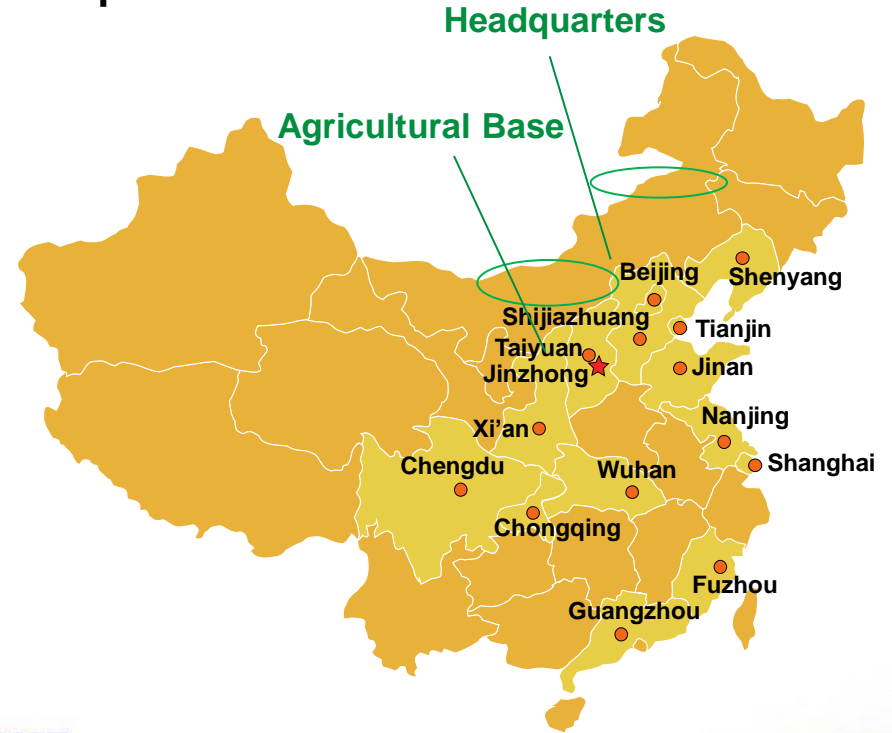 Headquarters
Agricultural Base
Beijing
Shenyang
Shijiazhuang
Tianjin
Taiyuan
Jinzhong
Jinan
Nanjing
Xi’an
Shanghai
Chengdu
Wuhan
Chongqing
Fuzhou
Guangzhou